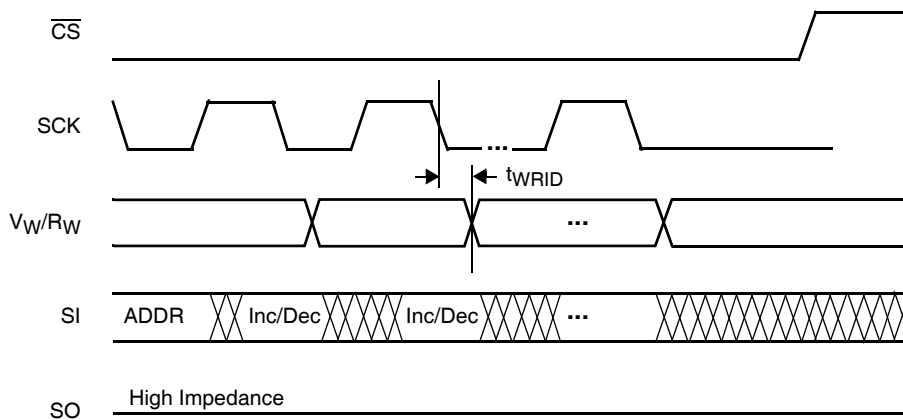 CS
SCK
...
tWRID
VW/RW
...
SI ADDR Inc/Dec Inc/Dec ...
High Impedance
SO